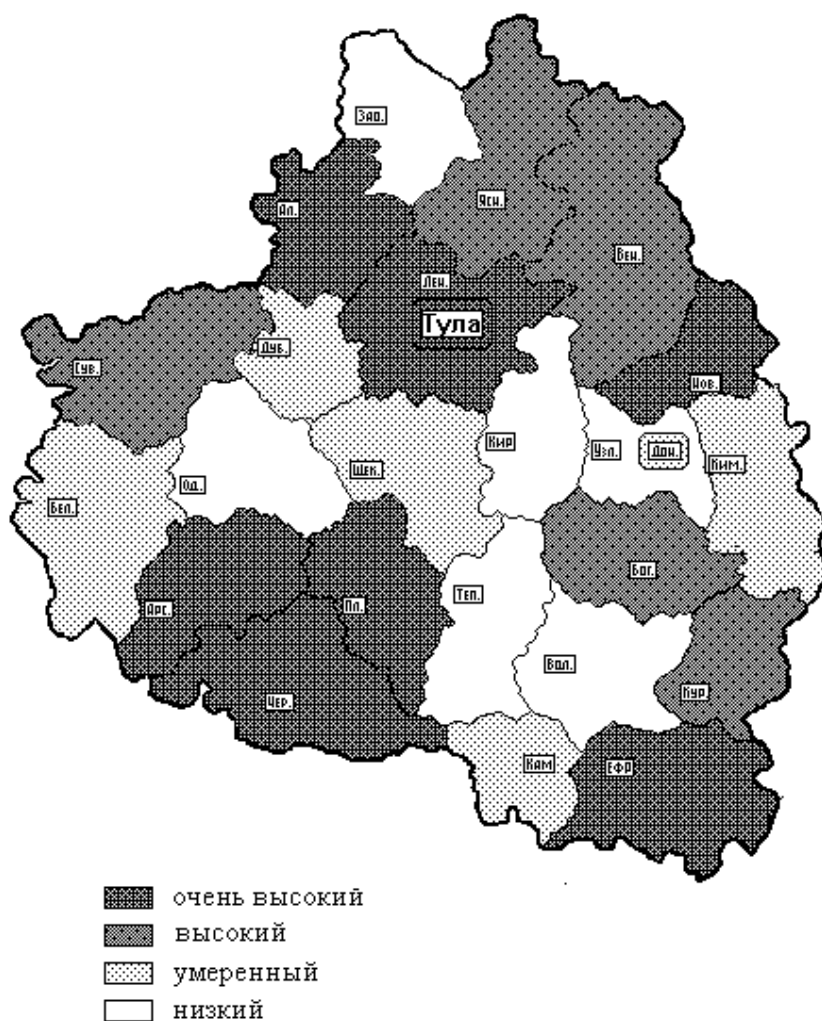 Зао.
Ал.
Ясн.
Вен.
Лен.
Тула
Дуб.
Сув.
Нов.
Кир
Узл.
Дон.
Ким.
Щек.
Од.
Бел.
Бог.
Теп.
Арс.
Пл.
Вол.
Кур.
Чер.
Кам
Ефр
очень высокий
высокий
умеренный
низкий